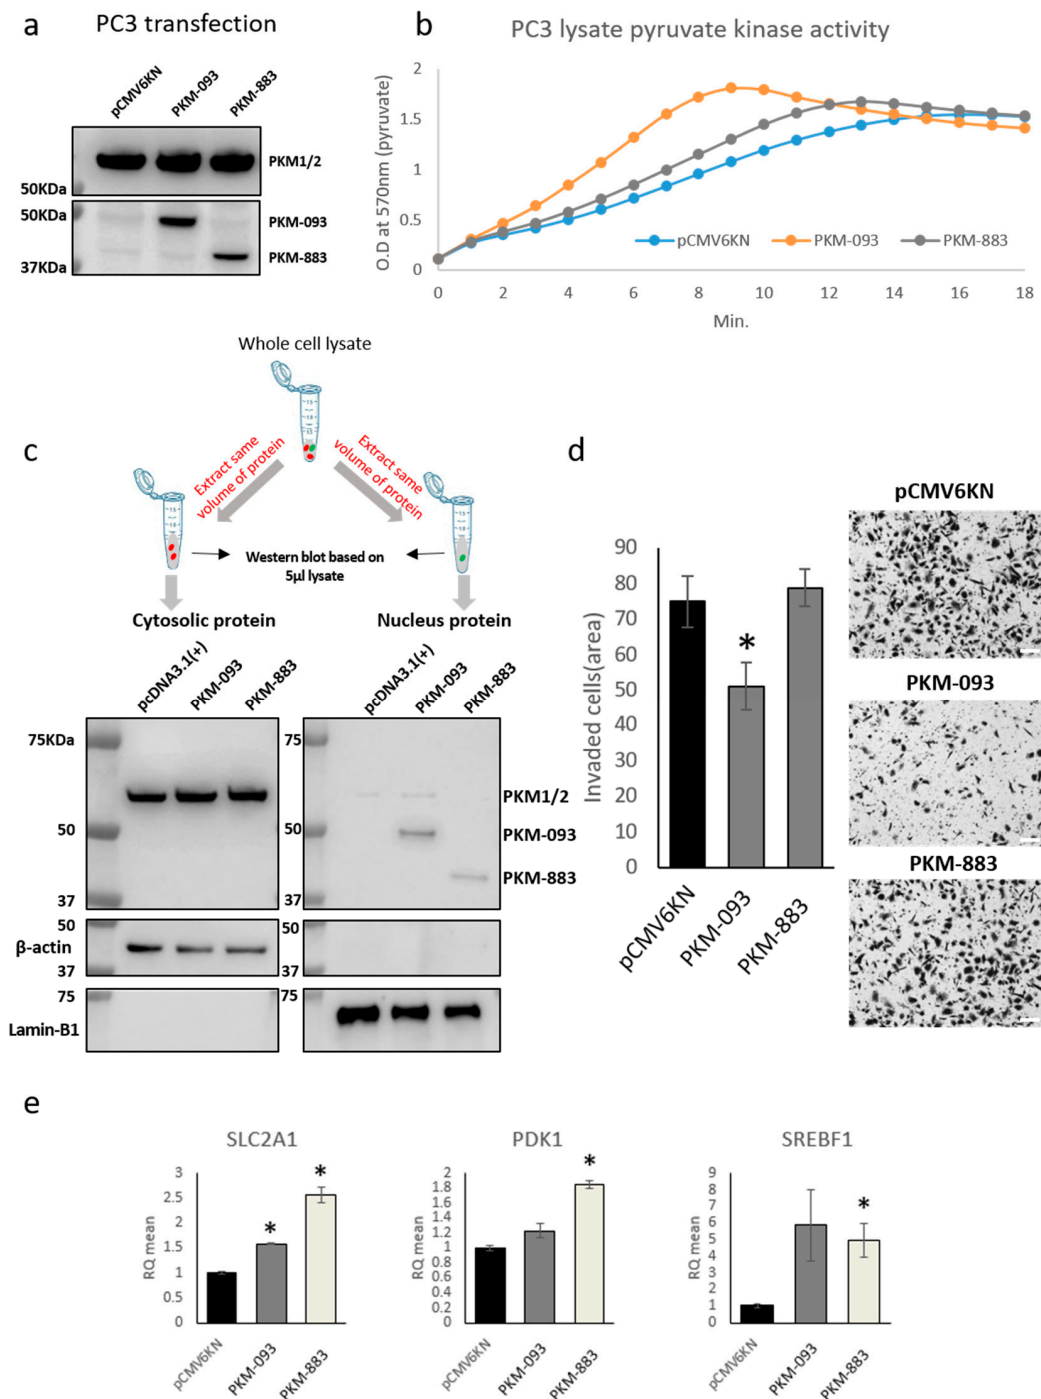 a
PC3 transfection
pCMV6KN
PKM-093
PKM-883
PKM1/2
50KDa
50KDa
PKM-093
37KDa
PKM-883
b
PC3 lysate pyruvate kinase activity
O.D at 570nm (pyruvate)
2
1.5
1
0.5
0
pCMV6KN
PKM-093
PKM-883
0 2 4 6 8 10 12 14 16 18
Min.
Whole cell lysate
c
Extract same
volume of protein
Extract same
volume of protein
Western blot based on
5µl lysate
Cytosolic protein
Nucleus protein
pcDNA3.1(+)
PKM-093
PKM-883
pcDNA3.1(+)
PKM-093
PKM-883
75KDa
50
37
75
50
37
PKM1/2
PKM-093
PKM-883
β-actin
50
37
50
37
Lamin-B1
75
75
d
Invaded cells(area)
90
80
70
60
50
40
30
20
10
0
*
pCMV6KN
PKM-093
PKM-883
pCMV6KN
PKM-093
PKM-883
e
SLC2A1
RQ mean
3
2.5
2
1.5
1
0.5
0
*
*
pCMV6KN
PKM-093
PKM-883
PDK1
RQ mean
2
1.8
1.6
1.4
1.2
1
0.8
0.6
0.4
0.2
0
*
pCMV6KN
PKM-093
PKM-883
SREBF1
RQ mean
9
8
7
6
5
4
3
2
1
0
*
pCMV6KN
PKM-093
PKM-883